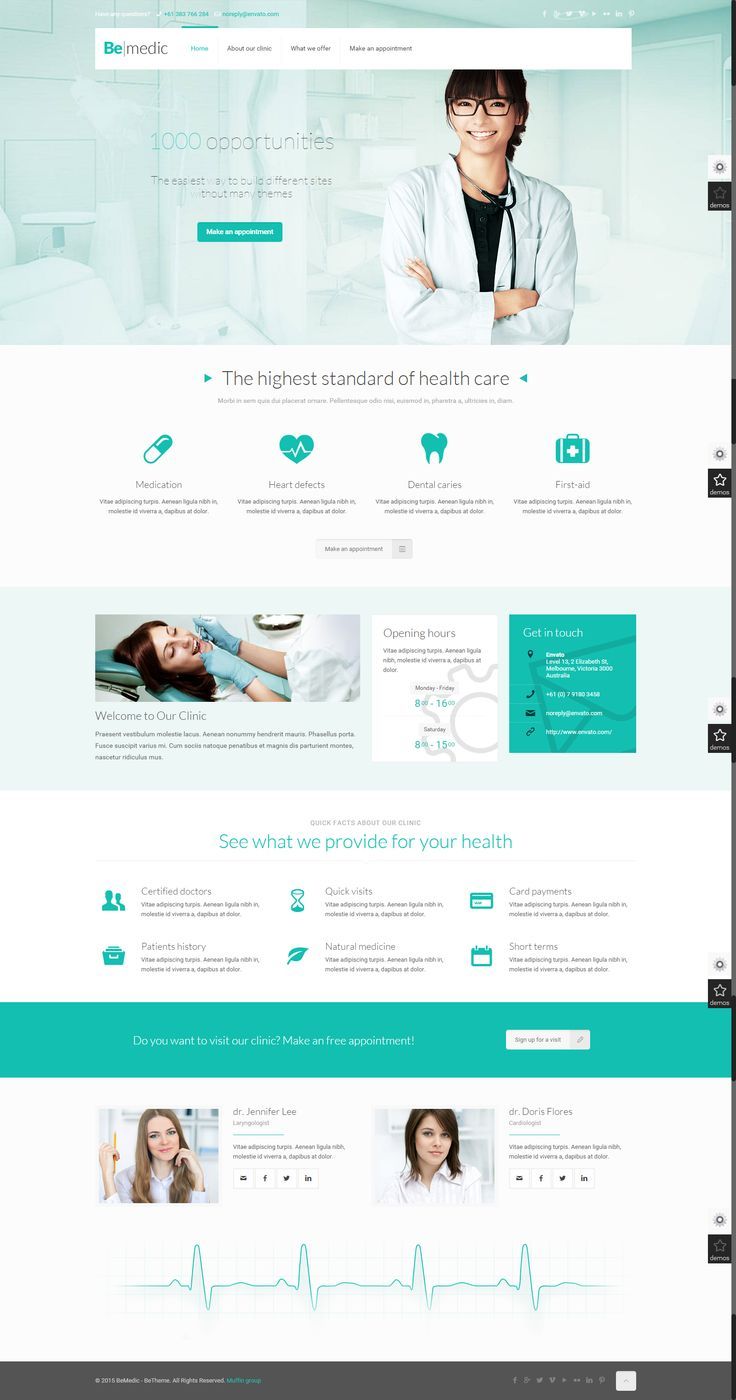 Have any questions? +61 383 766 284 noreply@envato.com
Be|medic Home About our clinic What we offer Make an appointment
1000 opportunities
The easiest way to build different sites
without many themes
Make an appointment
demos
The highest standard of health care
Morbi in sem quis dui placerat ornare. Pellentesque odio nisi, euismod in, pharetra a, ultricies in, diam.
demos
Medication
Vitae adipiscing turpis. Aenean ligula nibh in,
molestie id viverra a, dapibus at dolor.
Heart defects
Vitae adipiscing turpis. Aenean ligula nibh in,
molestie id viverra a, dapibus at dolor.
Dental caries
Vitae adipiscing turpis. Aenean ligula nibh in,
molestie id viverra a, dapibus at dolor.
First-aid
Vitae adipiscing turpis. Aenean ligula nibh in,
molestie id viverra a, dapibus at dolor.
Make an appointment
Welcome to Our Clinic
Praesent vestibulum molestie lacus. Aenean nonummy hendrerit mauris. Phasellus porta.
Fusce suscipit varius mi. Cum sociis natoque penatibus et magnis dis parturient montes,
nascetur ridiculus mus.
Opening hours
Vitae adipiscing turpis. Aenean ligula
nibh, molestie id viverra a, dapibus at
dolor.
Monday - Friday
8:00 - 16:00
Saturday
8:00 - 15:00
Get in touch
Envato
Level 13, 2 Elizabeth St,
Melbourne, Victoria 3000
Australia
+61 (0) 7 9180 3458
noreply@envato.com
http://www.envato.com/
demos
QUICK FACTS ABOUT OUR CLINIC
See what we provide for your health
Certified doctors
Vitae adipiscing turpis. Aenean ligula nibh in,
molestie id viverra a, dapibus at dolor.
Quick visits
Vitae adipiscing turpis. Aenean ligula nibh in,
molestie id viverra a, dapibus at dolor.
Card payments
Vitae adipiscing turpis. Aenean ligula nibh in,
molestie id viverra a, dapibus at dolor.
Patients history
Vitae adipiscing turpis. Aenean ligula nibh in,
molestie id viverra a, dapibus at dolor.
Natural medicine
Vitae adipiscing turpis. Aenean ligula nibh in,
molestie id viverra a, dapibus at dolor.
Short terms
Vitae adipiscing turpis. Aenean ligula nibh in,
molestie id viverra a, dapibus at dolor.
demos
Do you want to visit our clinic? Make an free appointment!
Sign up for a visit
dr. Jennifer Lee
Laryngologist
Vitae adipiscing turpis. Aenean ligula nibh,
molestie id viverra a, dapibus at dolor.
dr. Doris Flores
Cardiologist
Vitae adipiscing turpis. Aenean ligula nibh,
molestie id viverra a, dapibus at dolor.
demos
© 2015 BeMedic - BeTheme. All Rights Reserved. Muffin group